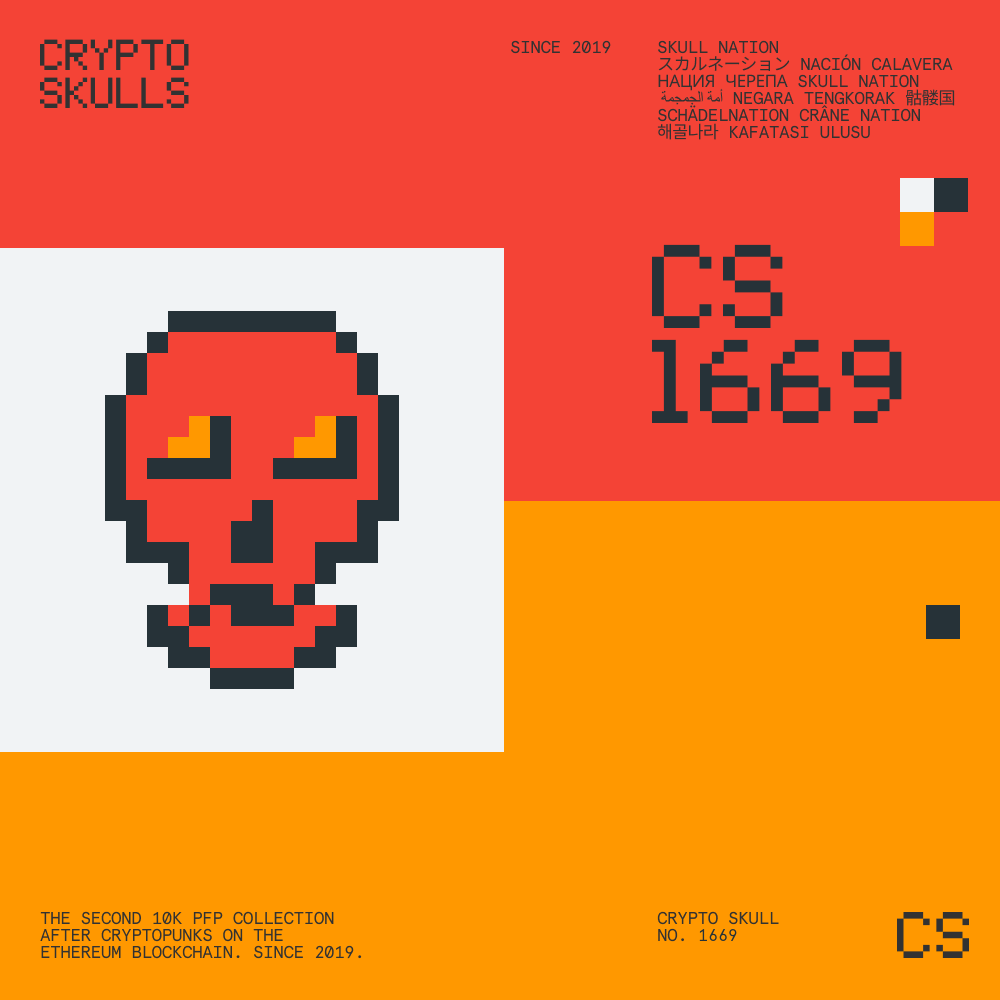 CRYPTO
SKULLS
SINCE 2019
SKULL NATION
スカルネーション NACIÓN CALAVERA
НАЦИЯ ЧЕРЕПА SKULL NATION
أمة الجمجمة NEGARA TENGKORAK 骷髅国
SCHÄDELNATION CRÂNE NATION
해골나라 KAFATASI ULUSU
CS
1669
THE SECOND 10K PFP COLLECTION
AFTER CRYPTOPUNKS ON THE
ETHEREUM BLOCKCHAIN. SINCE 2019.
CRYPTO SKULL
NO. 1669
CS